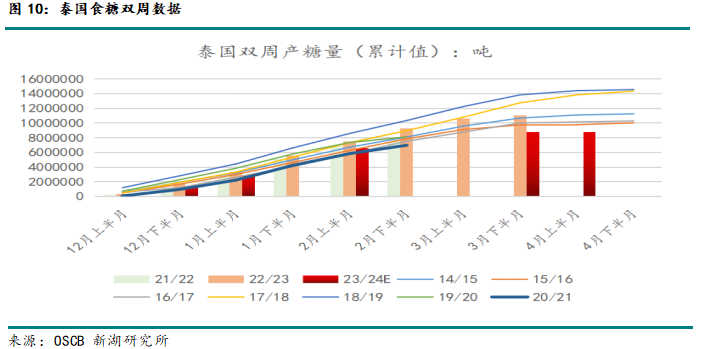 图 10：泰国食糖双周数据
泰国双周产糖量（累计值）：吨
16000000
14000000
12000000
10000000
8000000
6000000
4000000
2000000
0
12月上半月
12月下半月
1月上半月
1月下半月
2月上半月
2月下半月
3月上半月
3月下半月
4月上半月
4月下半月
21/22 22/23 23/24E 14/15 15/16
16/17 17/18 18/19 19/20 20/21
来源：OSCB 新湖研究所